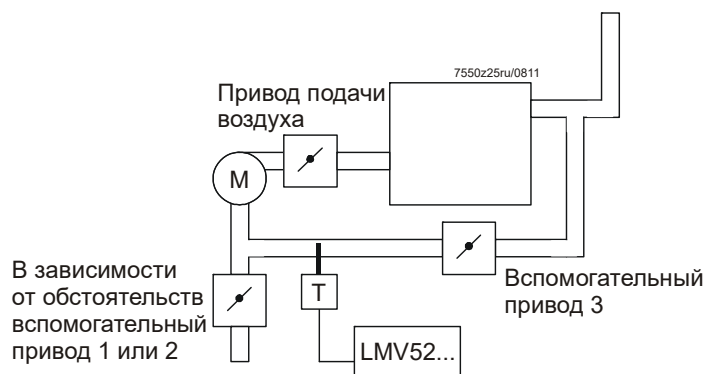 7550z25ru/0811
Привод подачи
воздуха
M
В зависимости
от обстоятельств
вспомогательный
привод 1 или 2
T
Вспомогательный
привод 3
LMV52...